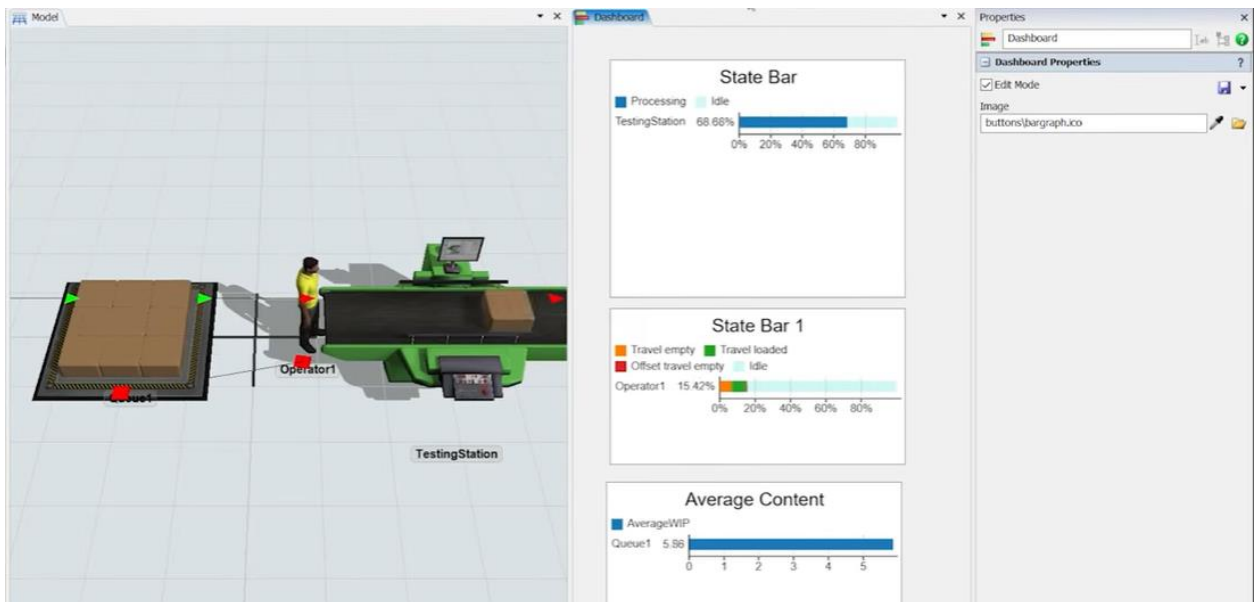 Model
Operator1
Queue1
TestingStation
Dashboard
State Bar
Processing Idle
TestingStation 68.68%
0% 20% 40% 60% 80%
State Bar 1
Travel empty Travel loaded
Offset travel empty Idle
Operator1 15.42%
0% 20% 40% 60% 80%
Average Content
AverageWIP
Queue1 5.86
0 1 2 3 4 5
Properties
Dashboard
Dashboard Properties ?
Edit Mode
Image
buttons\bargraph.ico